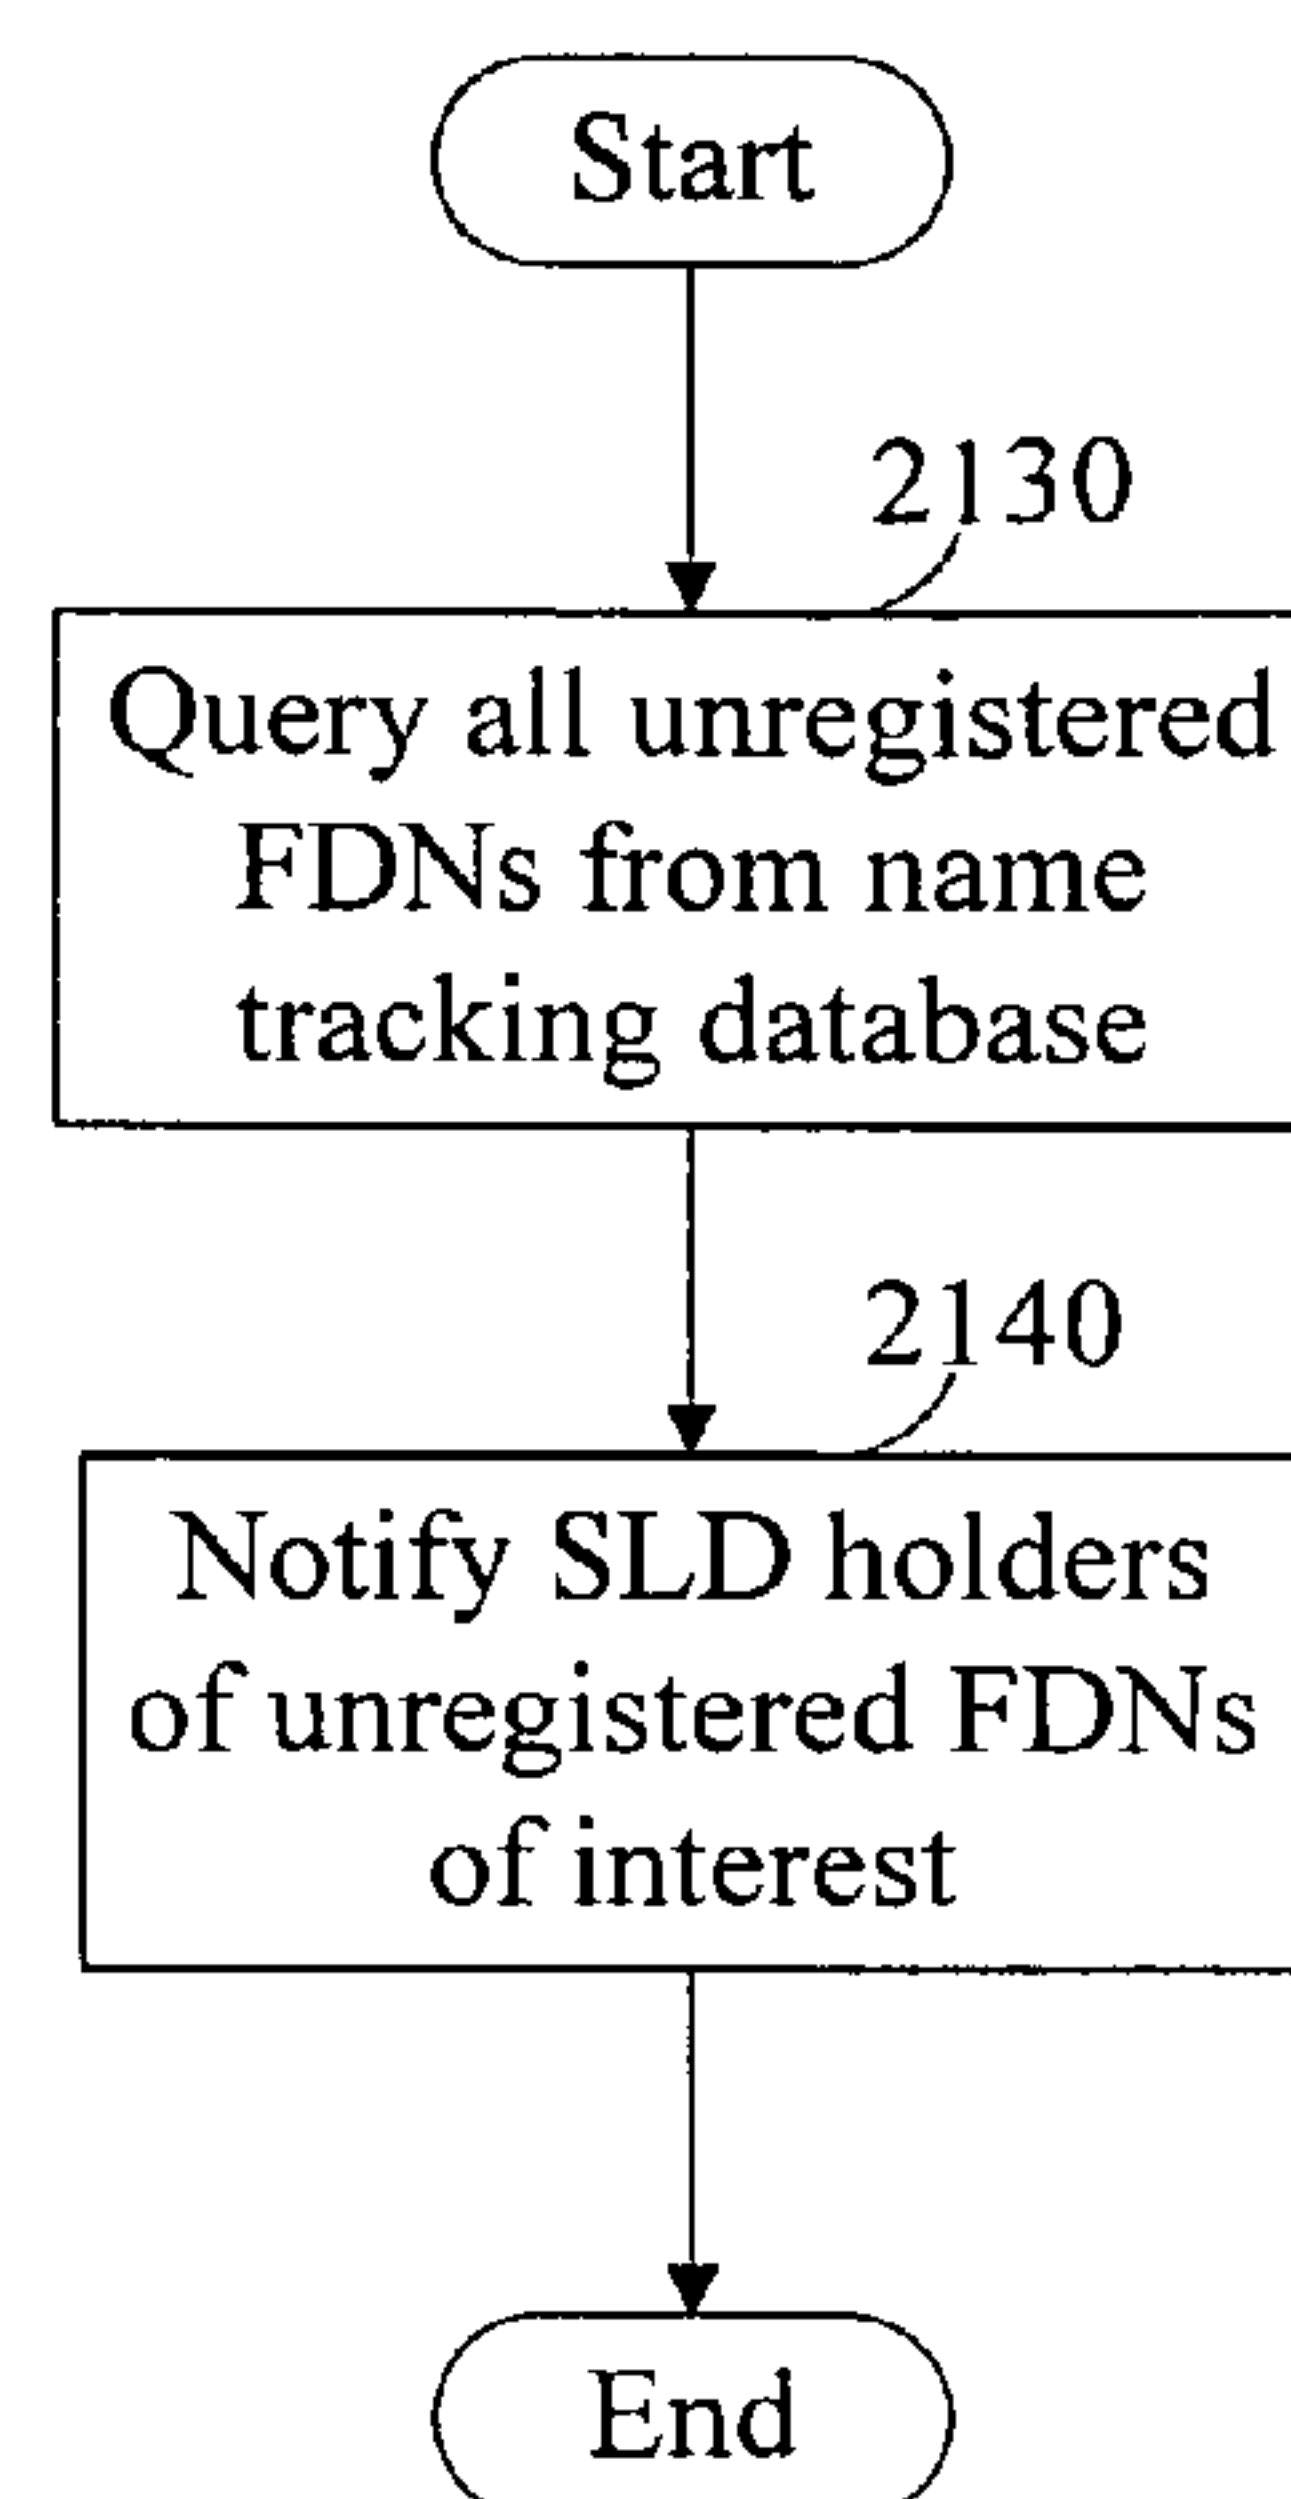 Start
2130
Query all unregistered
FDNs from name
tracking database
2140
Notify SLD holders
of unregistered FDNs
of interest
End